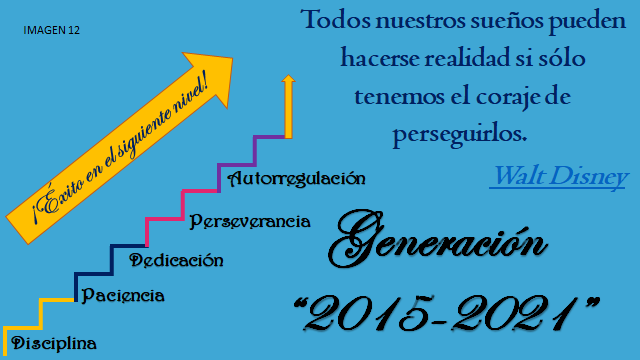 IMAGEN 12
¡Éxito en el siguiente nivel!
Todos nuestros sueños pueden
hacerse realidad si sólo
tenemos el coraje de
perseguirlos.
Walt Disney
Autorregulación
Perseverancia
Dedicación
Paciencia
Disciplina
Generación
“2015-2021”